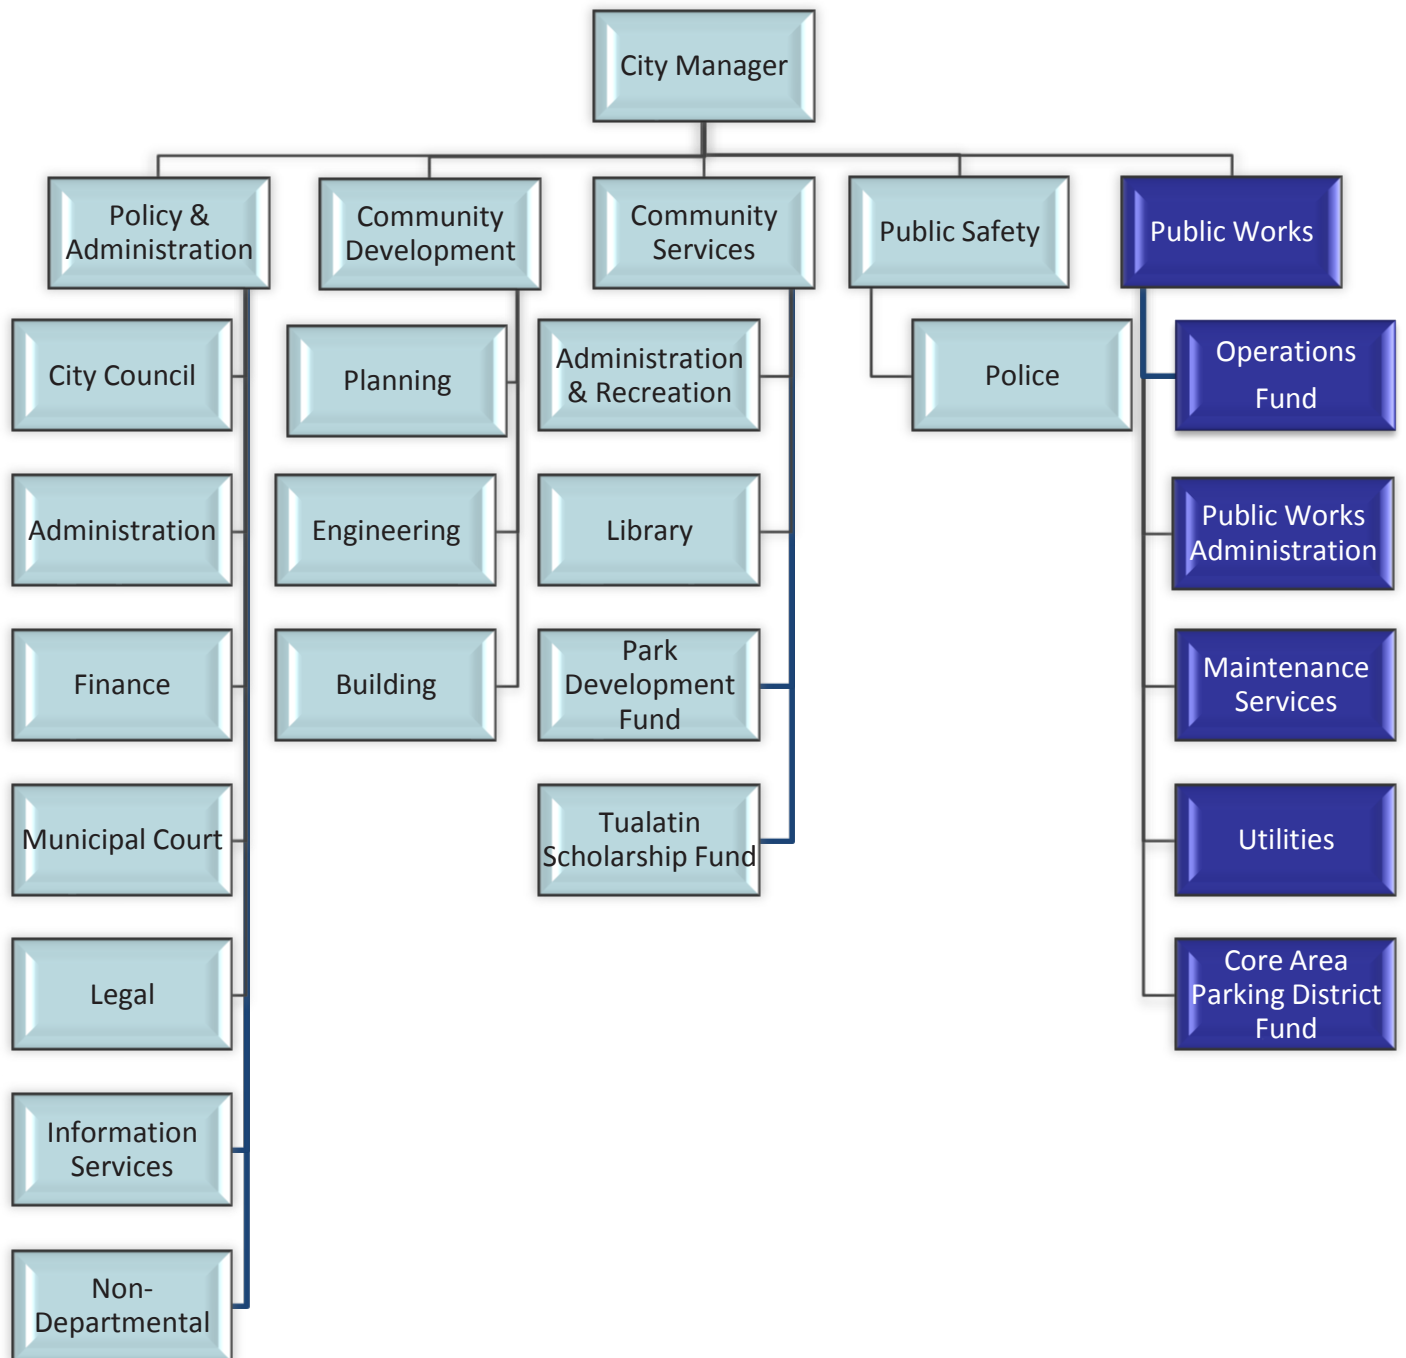 City Manager
Policy &
Administration
Community
Development
Community
Services
Public Safety
Public Works
City Council
Planning
Administration
& Recreation
Police
Operations
Fund
Administration
Engineering
Library
Public Works
Administration
Finance
Building
Park
Development
Fund
Maintenance
Services
Municipal Court
Tualatin
Scholarship Fund
Utilities
Legal
Core Area
Parking District
Fund
Information
Services
Non-
Departmental